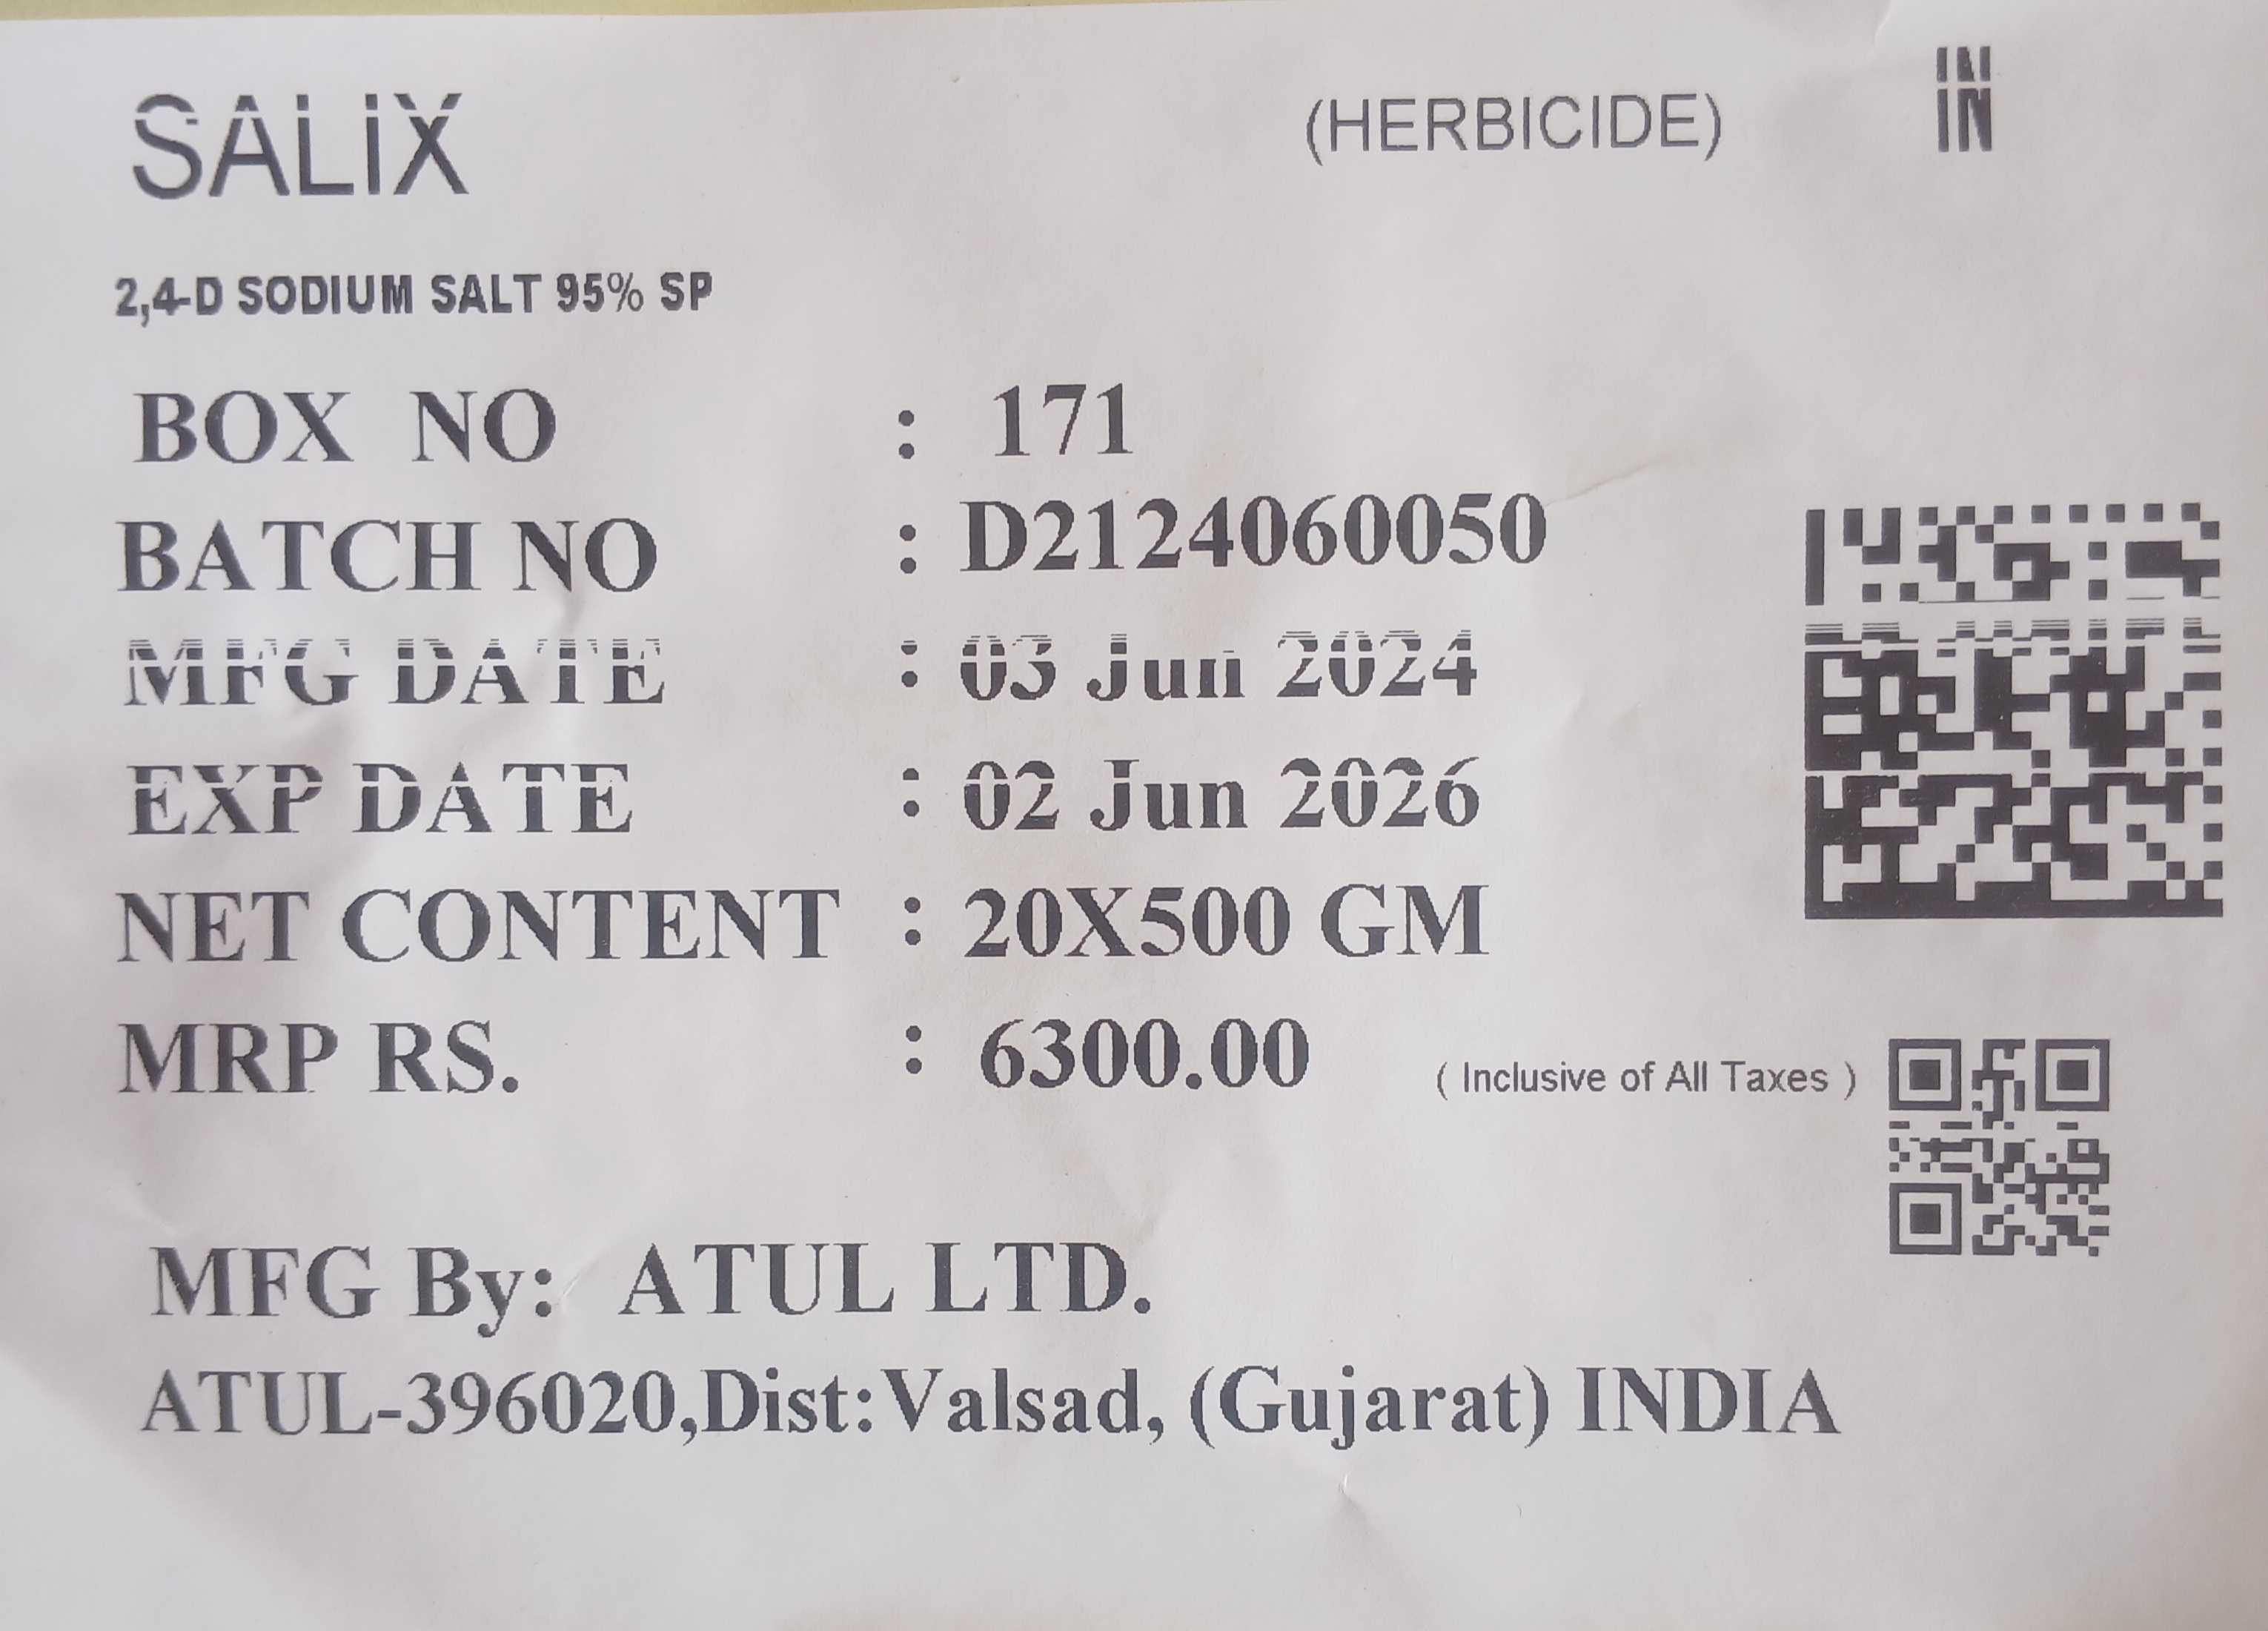 SALIX (HERBICIDE) IN
2,4-D SODIUM SALT 95% SP
BOX NO : 171
BATCH NO : D2124060050
MFG DATE : 03 Jun 2024
EXP DATE : 02 Jun 2026
NET CONTENT : 20X500 GM
MRP RS. : 6300.00 ( Inclusive of All Taxes )
MFG By: ATUL LTD.
ATUL-396020,Dist:Valsad, (Gujarat) INDIA